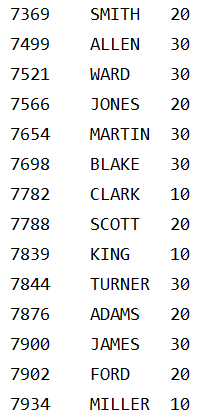 7369 SMITH 20
7499 ALLEN 30
7521 WARD 30
7566 JONES 20
7654 MARTIN 30
7698 BLAKE 30
7782 CLARK 10
7788 SCOTT 20
7839 KING 10
7844 TURNER 30
7876 ADAMS 20
7900 JAMES 30
7902 FORD 20
7934 MILLER 10